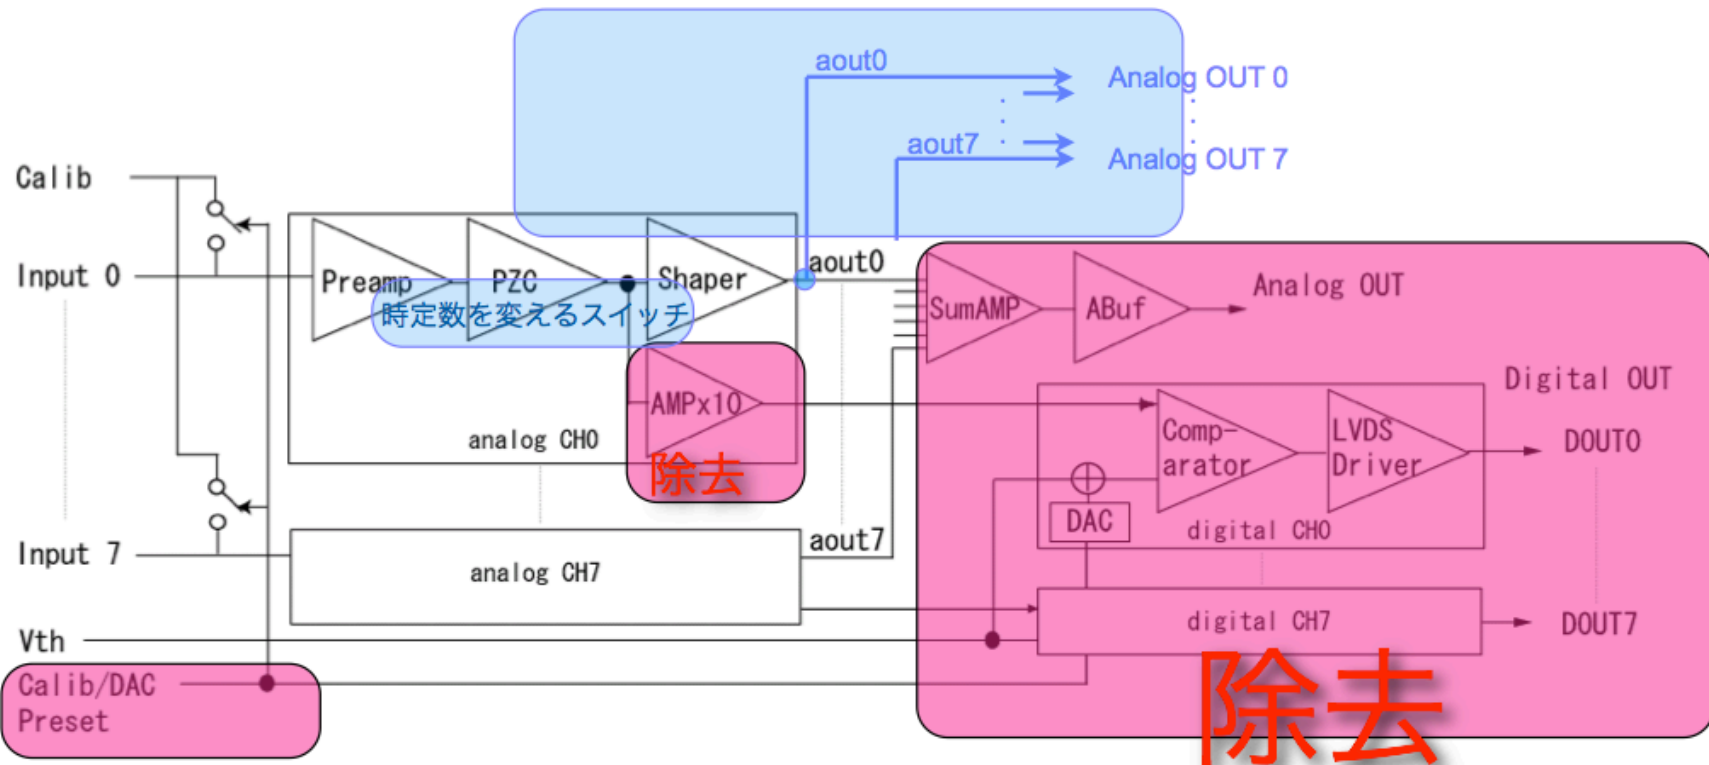 aout0
Analog OUT 0
aout7
Analog OUT 7
Calib
Input 0
Preamp
PZC
Shaper
aout0
時定数を変えるスイッチ
SumAMP
ABuf
Analog OUT
AMPx10
analog CH0
除去
Digital OUT
Comp-
arator
LVDS
Driver
DOUT0
DAC
digital CH0
Input 7
analog CH7
aout7
digital CH7
DOUT7
Vth
Calib/DAC
Preset
除去